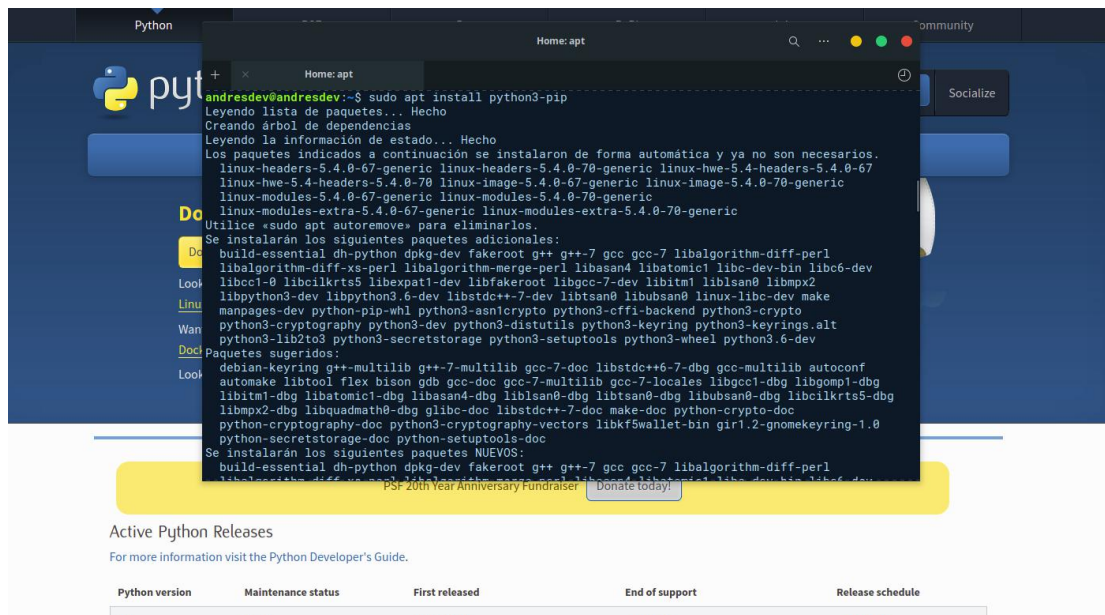 Python
Community
Home: apt
Home: apt
Socialize
andresdev@andresdev:~$ sudo apt install python3-pip
Leyendo lista de paquetes... Hecho
Creando árbol de dependencias
Leyendo la información de estado... Hecho
Los paquetes indicados a continuación se instalaron de forma automática y ya no son necesarios.
linux-headers-5.4.0-67-generic linux-headers-5.4.0-70-generic linux-hwe-5.4-headers-5.4.0-67
linux-hwe-5.4-headers-5.4.0-70 linux-image-5.4.0-67-generic linux-image-5.4.0-70-generic
linux-modules-5.4.0-67-generic linux-modules-5.4.0-70-generic
linux-modules-extra-5.4.0-67-generic linux-modules-extra-5.4.0-70-generic
Utilice «sudo apt autoremove» para eliminarlos.
Se instalarán los siguientes paquetes adicionales:
build-essential dh-python dpkg-dev fakeroot g++ g++-7 gcc gcc-7 libalgorithm-diff-perl
libalgorithm-diff-xs-perl libalgorithm-merge-perl libasan4 libatomic1 libc-dev-bin libc6-dev
libcc1-0 libcilkrts5 libexpat1-dev libfakeroot libgcc-7-dev libitm1 liblsan0 libmpx2
libpython3-dev libpython3.6-dev libstdc++-7-dev libtsan0 libubsan0 linux-libc-dev make
manpages-dev python-pip-whl python3-asn1crypto python3-cffi-backend python3-crypto
python3-cryptography python3-dev python3-distutils python3-keyring python3-keyrings.alt
python3-lib2to3 python3-secretstorage python3-setuptools python3-wheel python3.6-dev
Paquetes sugeridos:
debian-keyring g++-multilib g++-7-multilib gcc-7-doc libstdc++6-7-dbg gcc-multilib autoconf
automake libtool flex bison gdb gcc-doc gcc-7-multilib gcc-7-locales libgcc1-dbg libgomp1-dbg
libitm1-dbg libatomic1-dbg libasan4-dbg liblsan0-dbg libtsan0-dbg libubsan0-dbg libcilkrts5-dbg
libmpx2-dbg libquadmath0-dbg glibc-doc libstdc++-7-doc make-doc python-crypto-doc
python-cryptography-doc python3-cryptography-vectors libkf5wallet-bin gir1.2-gnomekeyring-1.0
python-secretstorage-doc python-setuptools-doc
Se instalarán los siguientes paquetes NUEVOS:
build-essential dh-python dpkg-dev fakeroot g++ g++-7 gcc gcc-7 libalgorithm-diff-perl
PSF 20th Year Anniversary Fundraiser Donate today!
Active Python Releases
For more information visit the Python Developer's Guide.
Python version Maintenance status First released End of support Release schedule